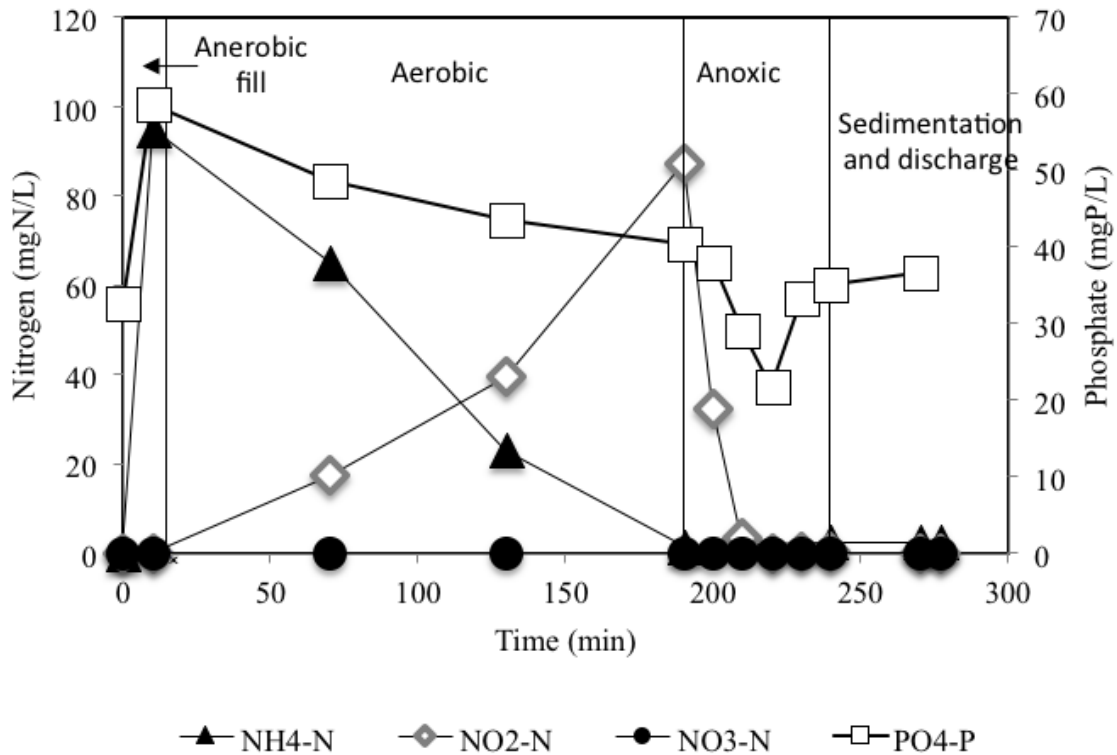 120
100
80
60
40
20
0
Nitrogen (mgN/L)
Anerobic
fill
Aerobic
Anoxic
Sedimentation
and discharge
70
60
50
40
30
20
10
0
Phosphate (mgP/L)
0
50
100
150
200
250
300
Time (min)
NH4-N
NO2-N
NO3-N
PO4-P